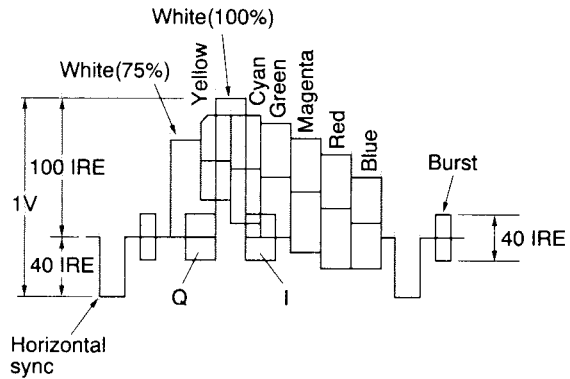 White(100%)
White(75%)
Yellow
Cyan
Green
Magenta
Red
Blue
Burst
100 IRE
1V
40 IRE
40 IRE
Q
I
Horizontal
sync